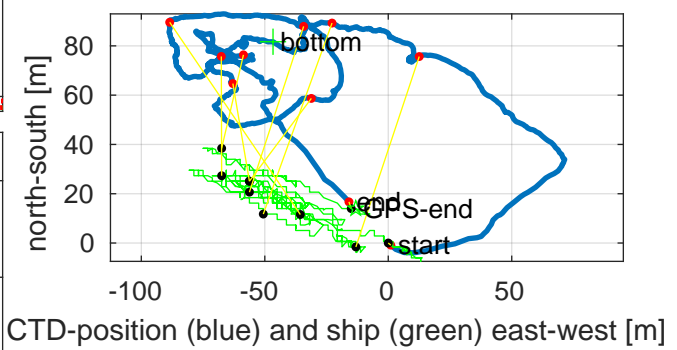 80
60
40
20
0
north-south [m]
bottom
end
GPS-end
start
-100
-50
0
50
CTD-position (blue) and ship (green) east-west [m]